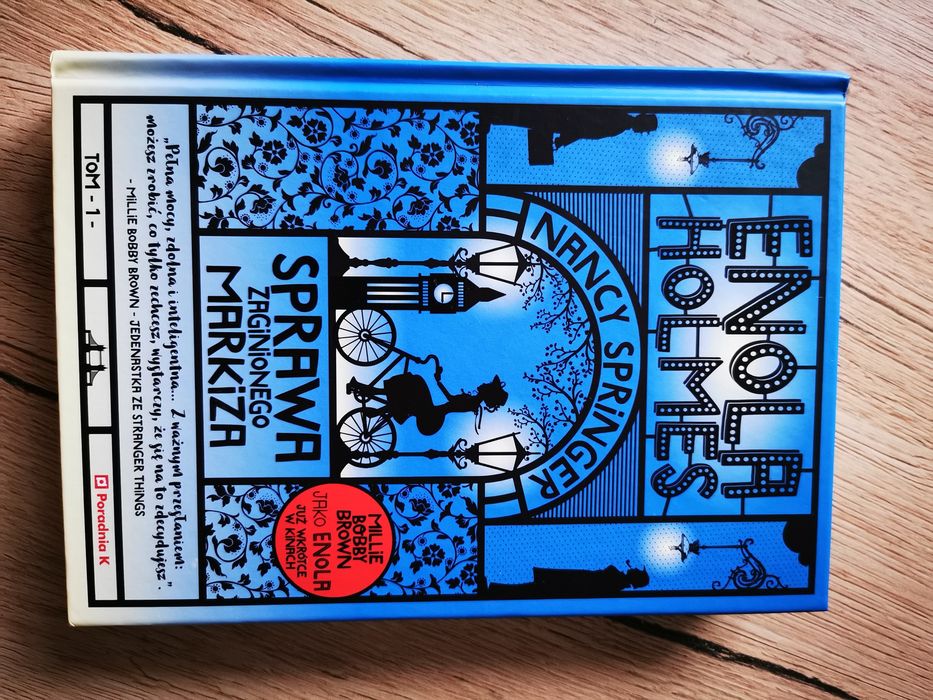 ENOLA
HOLMES
NANCY SPRINGER
SPRAWA
ZAGINIONEGO
MARKIZA
MILLIE
BOBBY
BROWN
JAKO ENOLA
JUŻ WKRÓTCE
W KINACH
„Pełna mocy, zdolna i inteligentna... Z ważnym przesłaniem:
możesz zrobić, co tylko zechcesz, wystarczy, że się na to zdecydujesz”.
- MILLIE BOBBY BROWN - JEDENASTKA ZE STRANGER THINGS
TOM - 1 -
Poradnia K